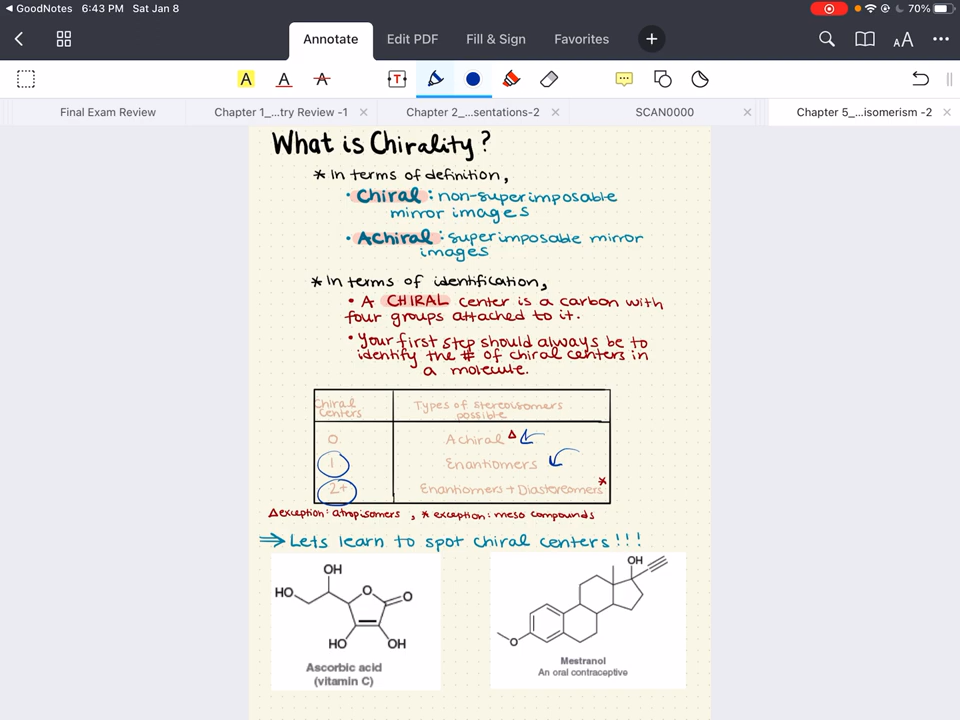 GoodNotes 6:43 PM Sat Jan 8 70%
Annotate Edit PDF Fill & Sign Favorites
AA
A A A T
Final Exam Review Chapter 1_...try Review -1 Chapter 2_...sentations-2 SCAN0000 Chapter 5_...isomerism -2
What is Chirality?
* In terms of definition,
• Chiral: non-superimposable
mirror images
• Achiral: superimposable mirror
images
* In terms of identification,
• A CHIRAL center is a carbon with
four groups attached to it.
• Your first step should always be to
identify the # of chiral centers in
a molecule.
Chiral
Centers
Types of stereoisomers
possible
0 Achiral Δ
1 Enantiomers
2+ Enantiomers + Diastereomers *
Δ exception: atropisomers, * exception: meso compounds
⇒ Lets learn to spot chiral centers!!!
OH
HO
O
O
HO OH
Ascorbic acid
(vitamin C)
OH
O
Mestranol
An oral contraceptive